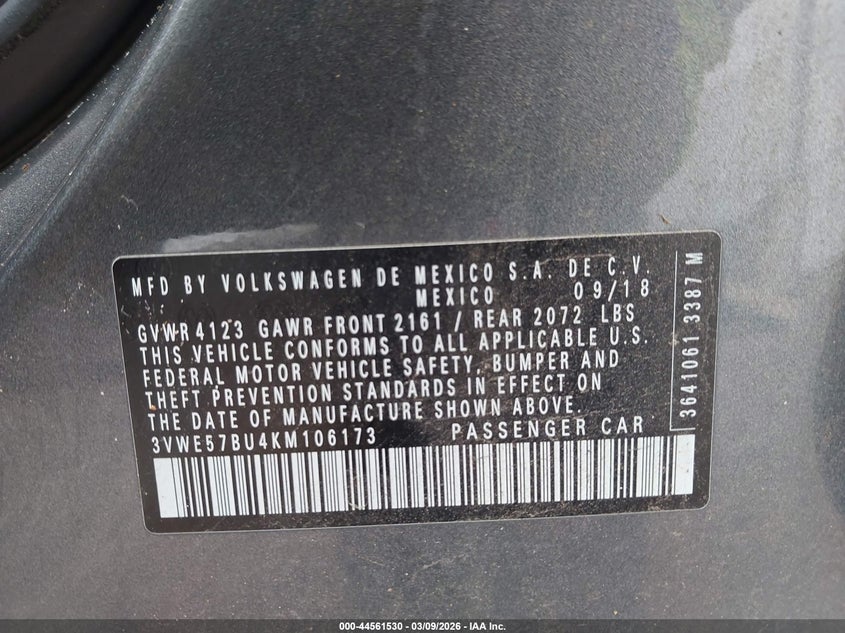 MFD BY VOLKSWAGEN DE MEXICO S.A. DE C.V.
MEXICO 09/18
GVWR 4123 GAWR FRONT 2161 / REAR 2072 LBS
THIS VEHICLE CONFORMS TO ALL APPLICABLE U.S.
FEDERAL MOTOR VEHICLE SAFETY, BUMPER AND
THEFT PREVENTION STANDARDS IN EFFECT ON
THE DATE OF MANUFACTURE SHOWN ABOVE.
3VWE57BU4KM106173 PASSENGER CAR
3641061 3387 M
000-44561530 - 03/09/2026 - IAA Inc.